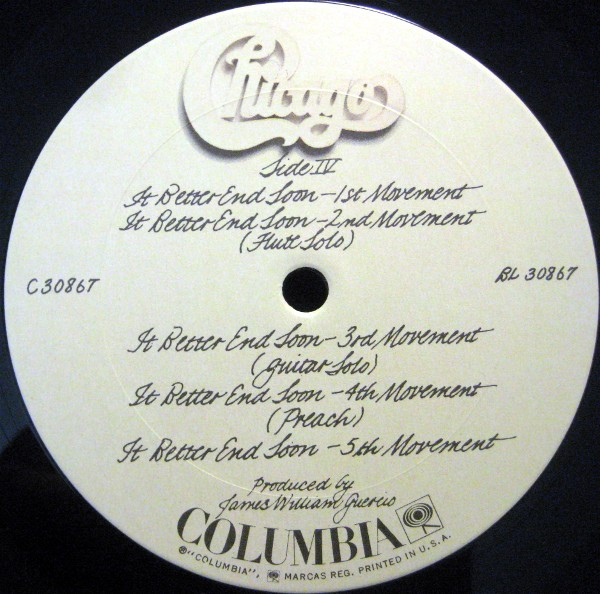 Chicago
Side IV
It Better End Soon - 1st Movement
It Better End Soon - 2nd Movement
(Flute Solo)
C 30867
BL 30867
It Better End Soon - 3rd Movement
(Guitar Solo)
It Better End Soon - 4th Movement
(Preach)
It Better End Soon - 5th Movement
Produced by
James William Guercio
COLUMBIA
℗"COLUMBIA", MARCAS REG. PRINTED IN U.S.A.